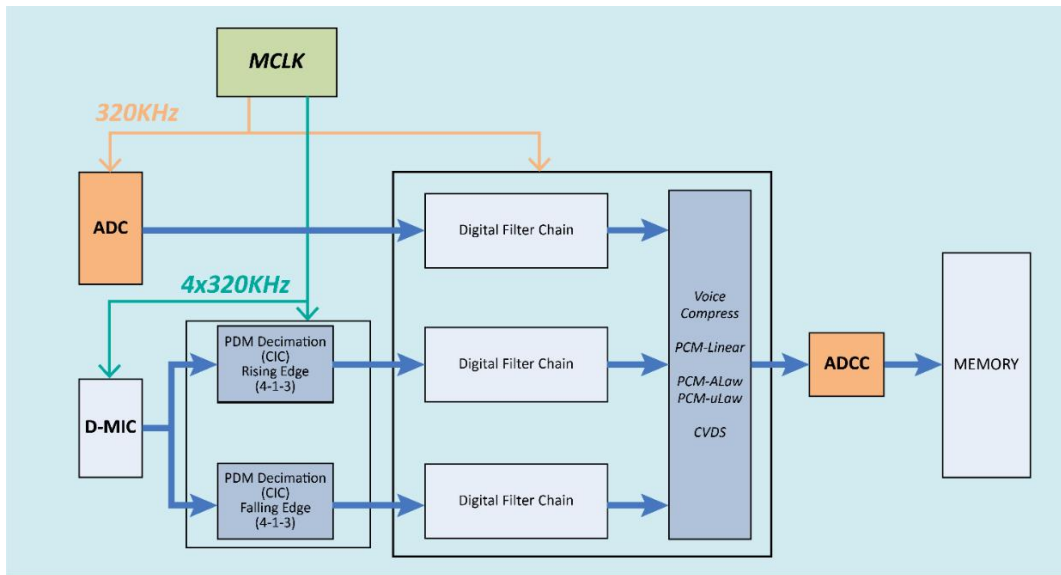 MCLK
320KHz
ADC
Digital Filter Chain
4x320KHz
Voice
Compress
PCM-Linear
PCM-ALaw
PCM-uLaw
CVDS
PDM Decimation
(CIC)
Rising Edge
(4-1-3)
Digital Filter Chain
ADCC
MEMORY
D-MIC
PDM Decimation
(CIC)
Falling Edge
(4-1-3)
Digital Filter Chain